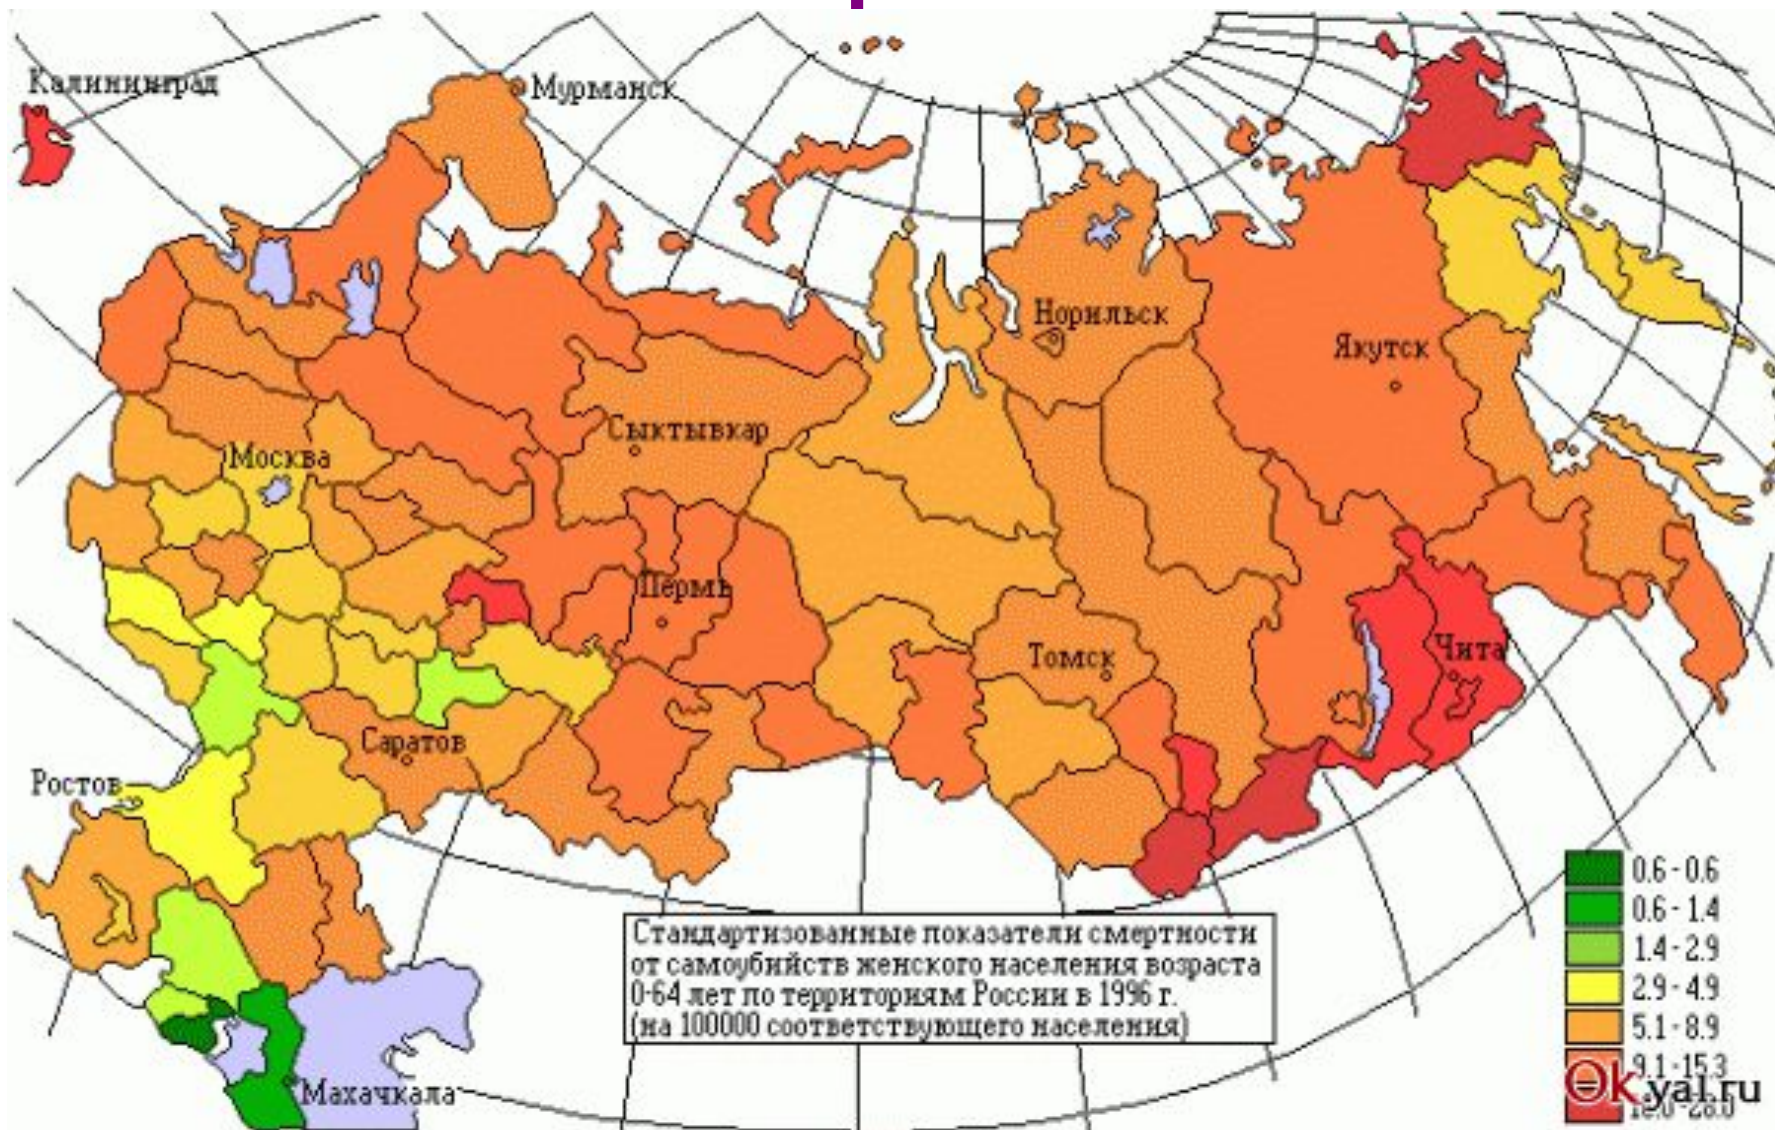 Калининград
Мурманск
Норильск
Якутск
Сыктывкар
Москва
Пермь
Томск
Чита
Саратов
Ростов
Махачкала
Стандартизованные показатели смертности
от самоубийств женского населения возраста
0-64 лет по территориям России в 1996 г.
(на 100000 соответствующего населения)
0.6 - 0.6
0.6 - 1.4
1.4 - 2.9
2.9 - 4.9
5.1 - 8.9
9.1 - 15.3
Ok.yal.ru